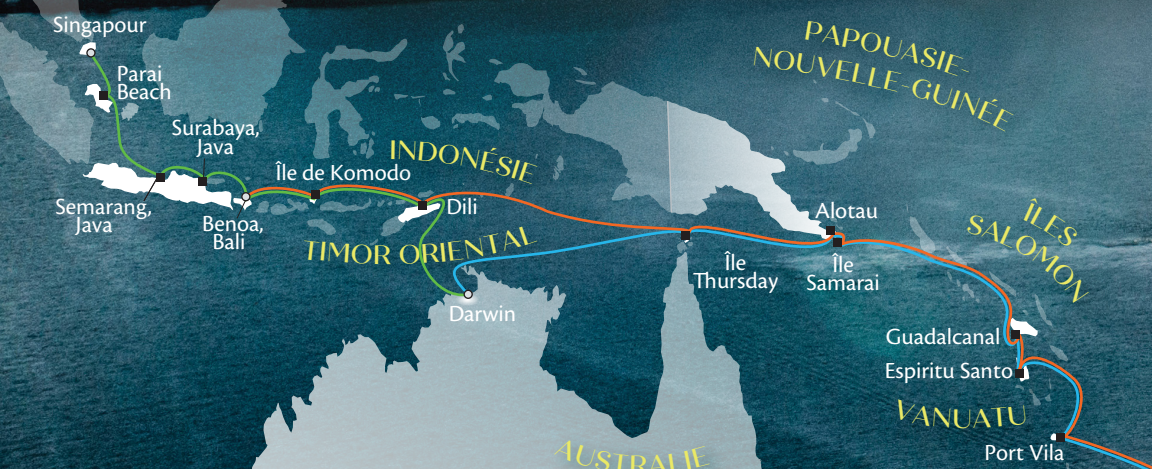 Singapour
Parai
Beach
Surabaya,
Java
Semarang,
Java
Benoa,
Bali
Île de Komodo
INDONÉSIE
Dili
TIMOR ORIENTAL
Darwin
AUSTRALIE
Île
Thursday
PAPOUASIE-
NOUVELLE-GUINÉE
Alotau
Île
Samarai
ÎLES
SALOMON
Guadalcanal
Espiritu Santo
VANUATU
Port Vila